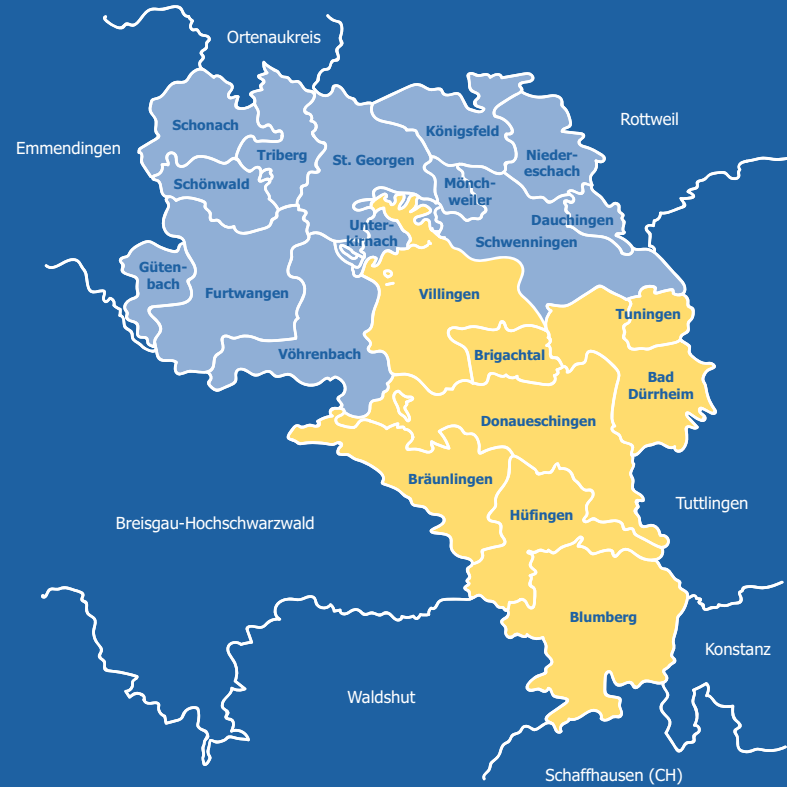 Ortenaukreis
Rottweil
Emmendingen
Schonach
Königsfeld
Triberg
St. Georgen
Nieder-
eschach
Schönwald
Mönch-
weiler
Dauchingen
Unter-
kirnach
Schwenningen
Güten-
bach
Furtwangen
Villingen
Tuningen
Vöhrenbach
Brigachtal
Bad
Dürrheim
Donaueschingen
Bräunlingen
Tuttlingen
Hüfingen
Breisgau-Hochschwarzwald
Blumberg
Konstanz
Waldshut
Schaffhausen (CH)